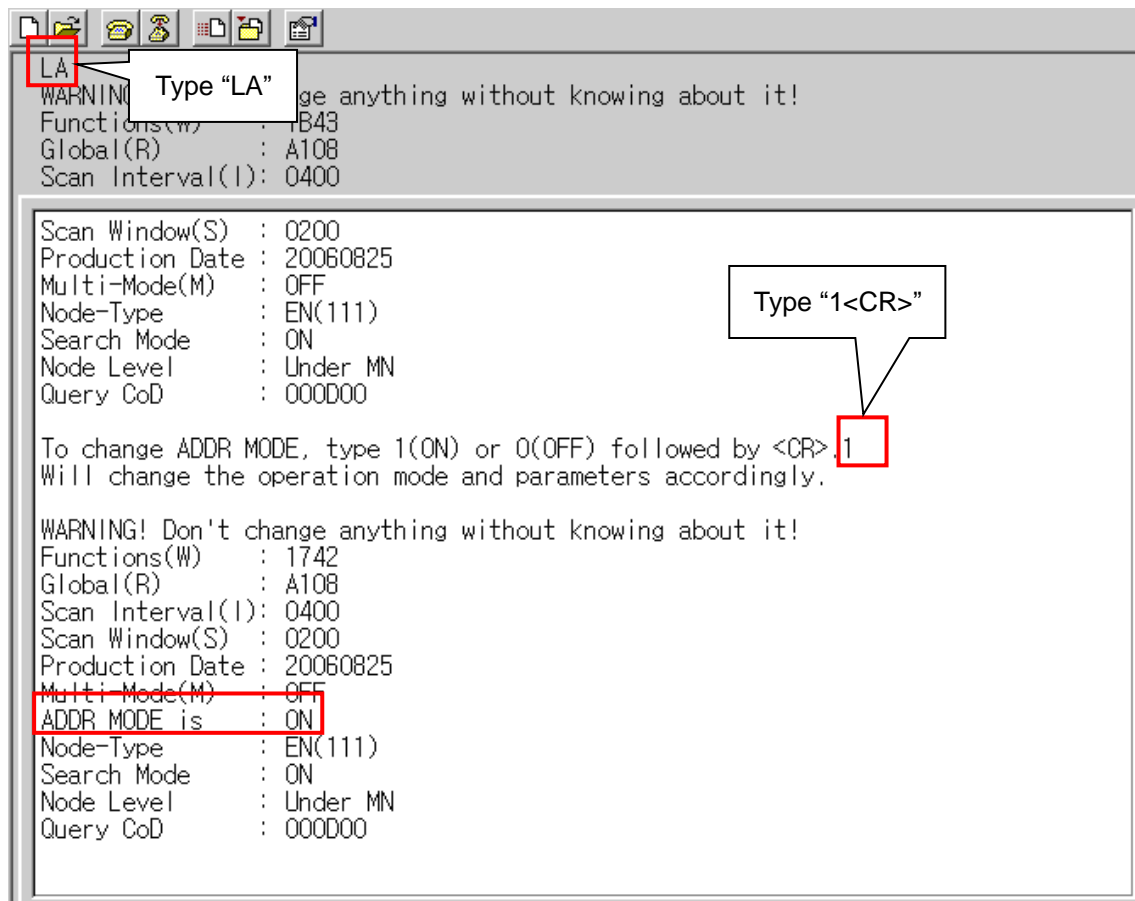 LA
Type “LA”
WARNIN ge anything without knowing about it!
Functions(W) : 1B43
Global(R) : A108
Scan Interval(I): 0400
Scan Window(S) : 0200
Production Date : 20060825
Multi-Mode(M) : OFF
Node-Type : EN(111)
Search Mode : ON
Node Level : Under MN
Query CoD : 000D00
Type “1<CR>”
To change ADDR MODE, type 1(ON) or 0(OFF) followed by <CR>.1
Will change the operation mode and parameters accordingly.
WARNING! Don't change anything without knowing about it!
Functions(W) : 1742
Global(R) : A108
Scan Interval(I): 0400
Scan Window(S) : 0200
Production Date : 20060825
Multi-Mode(M) : OFF
ADDR MODE is : ON
Node-Type : EN(111)
Search Mode : ON
Node Level : Under MN
Query CoD : 000D00